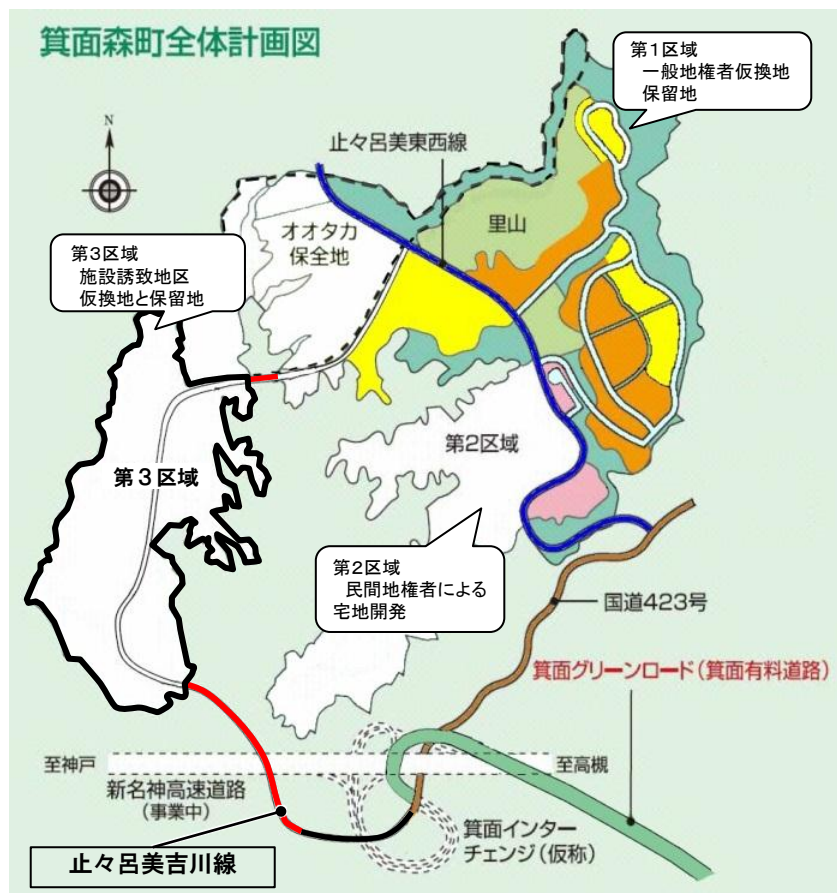 箕面森町全体計画図
第1区域
一般地権者仮換地
保留地
N
止々呂美東西線
里山
オオタカ
保全地
第3区域
施設誘致地区
仮換地と保留地
第2区域
第3区域
第2区域
民間地権者による
宅地開発
国道423号
箕面グリーンロード(箕面有料道路)
至神戸
至高槻
新名神高速道路
(事業中)
箕面インター
チェンジ(仮称)
止々呂美吉川線